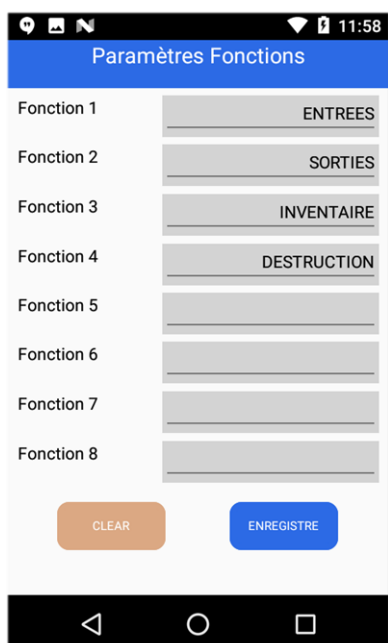 11:58
Paramètres Fonctions
Fonction 1 ENTREES
Fonction 2 SORTIES
Fonction 3 INVENTAIRE
Fonction 4 DESTRUCTION
Fonction 5
Fonction 6
Fonction 7
Fonction 8
CLEAR ENREGISTRE